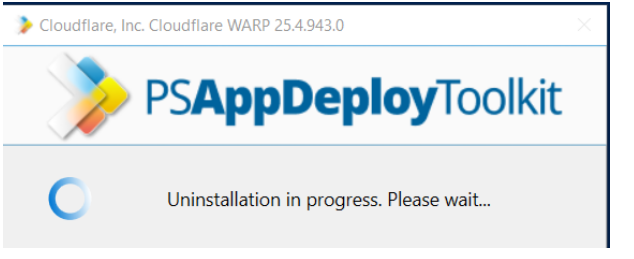 Cloudflare, Inc. Cloudflare WARP 25.4.943.0
PSAppDeployToolkit
Uninstallation in progress. Please wait...